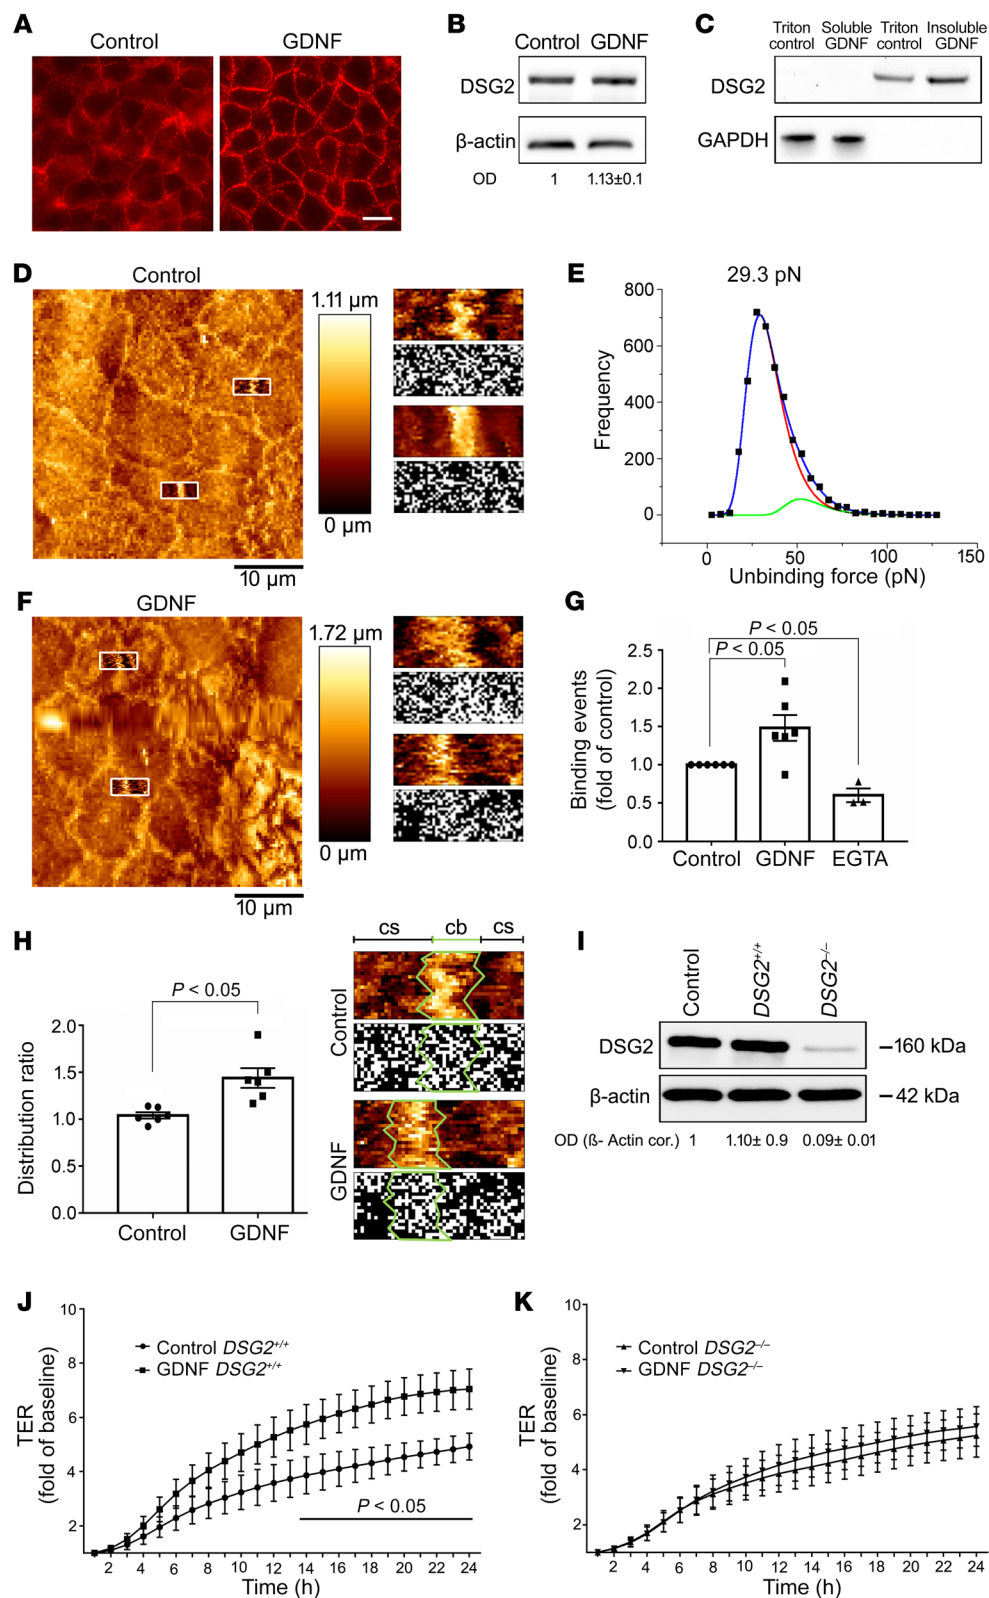 A
Control
GDNF
B
Control GDNF
DSG2
β-actin
OD 1 1.13±0.1
C
Triton Soluble Triton Insoluble
control GDNF control GDNF
DSG2
GAPDH
D
Control
1.11 μm
0 μm
10 μm
E
29.3 pN
800
600
400
200
0
Frequency
0 50 100 150
Unbinding force (pN)
F
GDNF
1.72 μm
0 μm
10 μm
G
P < 0.05
P < 0.05
2.5
2.0
1.5
1.0
0.5
0.0
Binding events
(fold of control)
Control GDNF EGTA
H
P < 0.05
2.0
1.5
1.0
0.5
0.0
Distribution ratio
Control GDNF
cs cb cs
Control
GDNF
I
Control
DSG2+/+
DSG2–/–
DSG2
–160 kDa
β-actin
– 42 kDa
OD (ß- Actin cor.) 1 1.10± 0.9 0.09± 0.01
J
10
8
6
4
2
TER
(fold of baseline)
Control DSG2+/+
GDNF DSG2+/+
P < 0.05
2 4 6 8 10 12 14 16 18 20 22 24
Time (h)
K
10
8
6
4
2
TER
(fold of baseline)
Control DSG2–/–
GDNF DSG2–/–
2 4 6 8 10 12 14 16 18 20 22 24
Time (h)